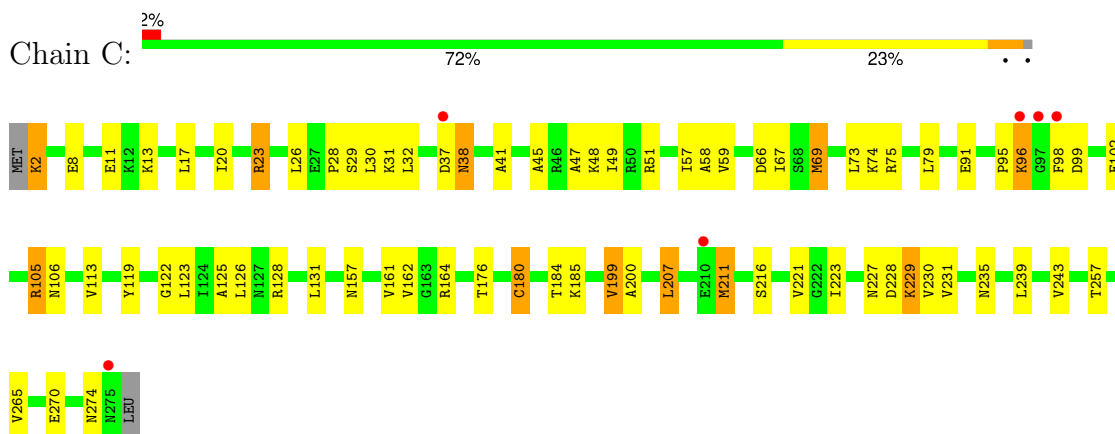 2%
Chain C:
72% 23% • •
MET K2 E8 E11 K12 K13 L17 I20 R23 L26 E27 P28 S29 L30 K31 L32 D37 N38 A41 A45 R46 A47 K48 I49 R50 R51 I57 A58 V59 D66 I67 S68 M69 L73 K74 R75 L79 E91 P95 K96 G97 F98 D99
R105 N106 V113 Y119 G122 L123 I124 A125 L126 N127 R128 L131 N157 V161 V162 G163 R164 T176 C180 T184 K185 V199 A200 L207 E210 M211 S216 V221 G222 I223 N227 D228 K229 V230 V231 N235 L239 V243 T257
V265 E270 N274 N275 LEU